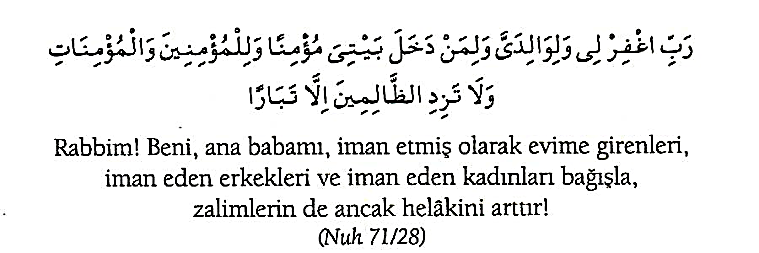 رَبِّ اغْفِرْ لِى وَلِوَالِدَىَّ وَلِمَنْ دَخَلَ بَيْتِىَ مُؤْمِنًا وَلِلْمُؤْمِنِينَ وَالْمُؤْمِنَاتِ
وَلَا تَزِدِ الظَّالِمِينَ اِلَّا تَبَارًا
Rabbim! Beni, ana babamı, iman etmiş olarak evime girenleri,
iman eden erkekleri ve iman eden kadınları bağışla,
zalimlerin de ancak helâkini arttır!
(Nuh 71/28)